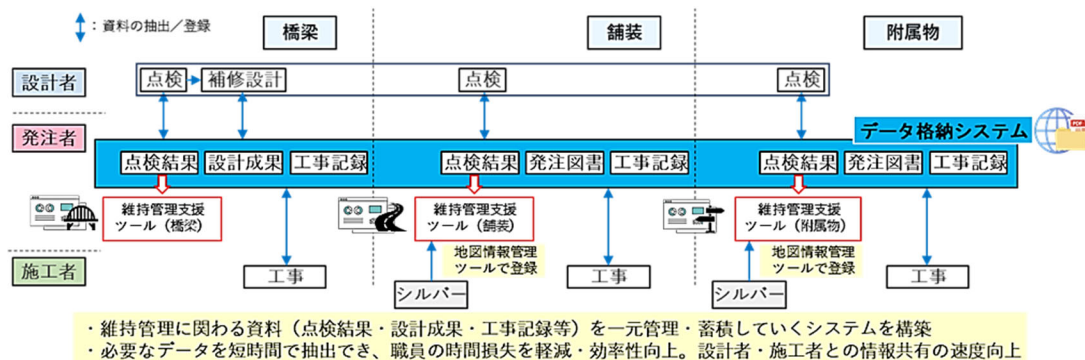 ：資料の抽出／登録
橋梁
舗装
附属物
設計者
点検
補修設計
点検
点検
発注者
データ格納システム
PDF
点検結果
設計成果
工事記録
点検結果
発注図書
工事記録
点検結果
発注図書
工事記録
維持管理支援
ツール（橋梁）
維持管理支援
ツール（舗装）
維持管理支援
ツール（附属物）
地図情報管理
ツールで登録
地図情報管理
ツールで登録
施工者
工事
シルバー
工事
シルバー
工事
・維持管理に関わる資料（点検結果・設計成果・工事記録等）を一元管理・蓄積していくシステムを構築
・必要なデータを短時間で抽出でき、職員の時間損失を軽減・効率性向上。設計者・施工者との情報共有の速度向上